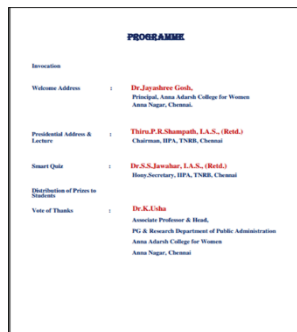 PROGRAMME
Invocation
Welcome Address : Dr.Jayashree Gosh,
Principal, Anna Adarsh College for Women
Anna Nagar, Chennai.
Presidential Address & : Thiru.P.R.Shampath, I.A.S., (Retd.)
Lecture Chairman, IIPA, TNRB, Chennai
Smart Quiz : Dr.S.S.Jawahar, I.A.S., (Retd.)
Hony.Secretary, IIPA, TNRB, Chennai
Distribution of Prizes to
Students
Vote of Thanks : Dr.K.Usha
Associate Professor & Head,
PG & Research Department of Public Administration
Anna Adarsh College for Women
Anna Nagar, Chennai